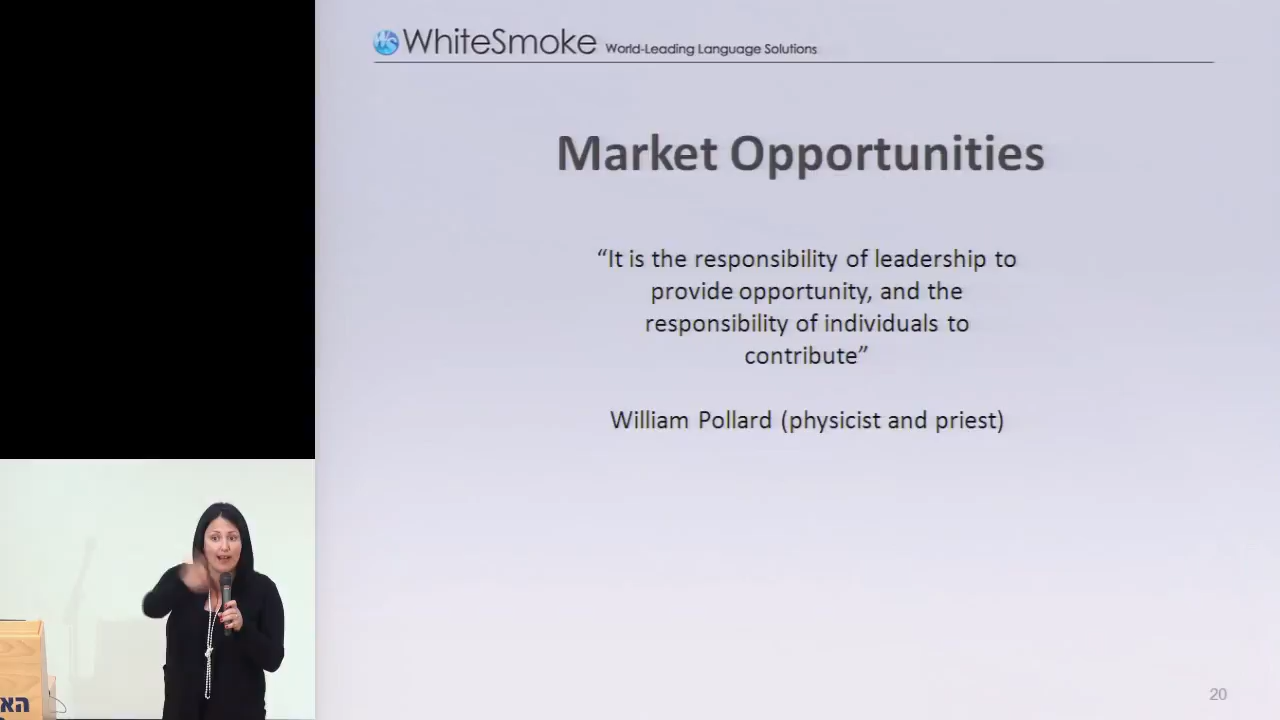 WhiteSmoke World-Leading Language Solutions
Market Opportunities
“It is the responsibility of leadership to
provide opportunity, and the
responsibility of individuals to
contribute”
William Pollard (physicist and priest)
20